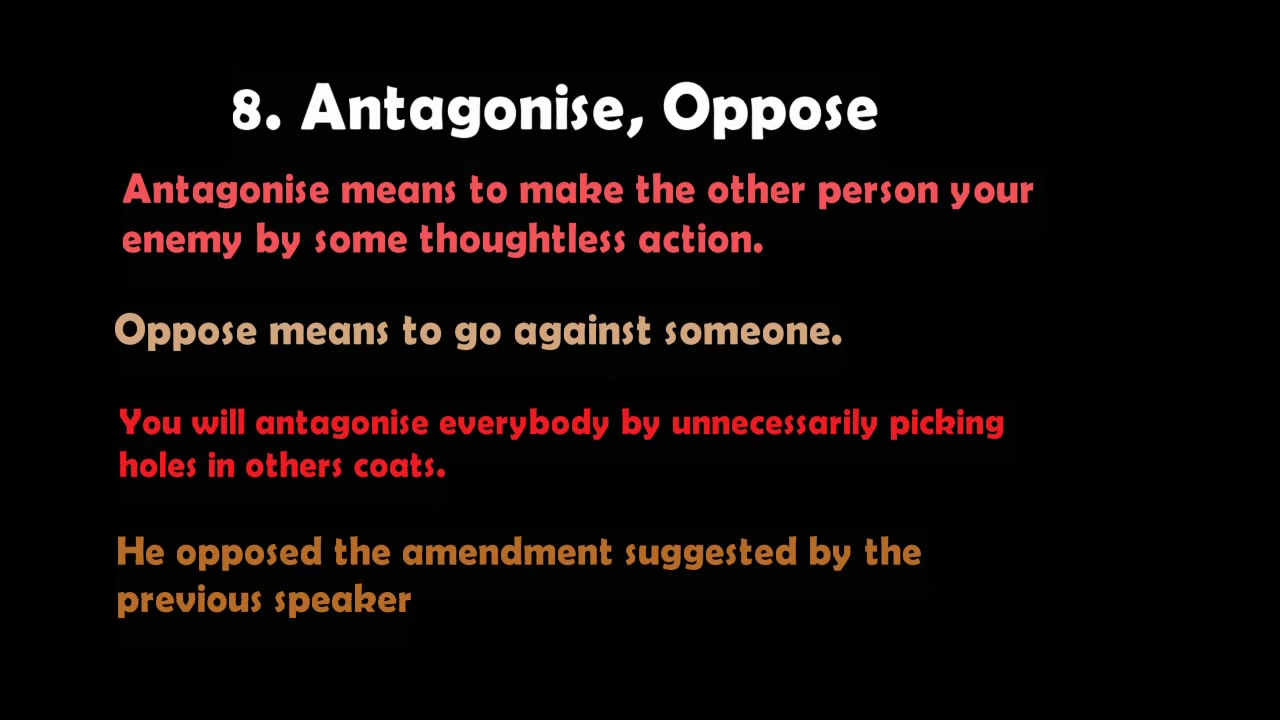 8. Antagonise, Oppose
Antagonise means to make the other person your
enemy by some thoughtless action.
Oppose means to go against someone.
You will antagonise everybody by unnecessarily picking
holes in others coats.
He opposed the amendment suggested by the
previous speaker